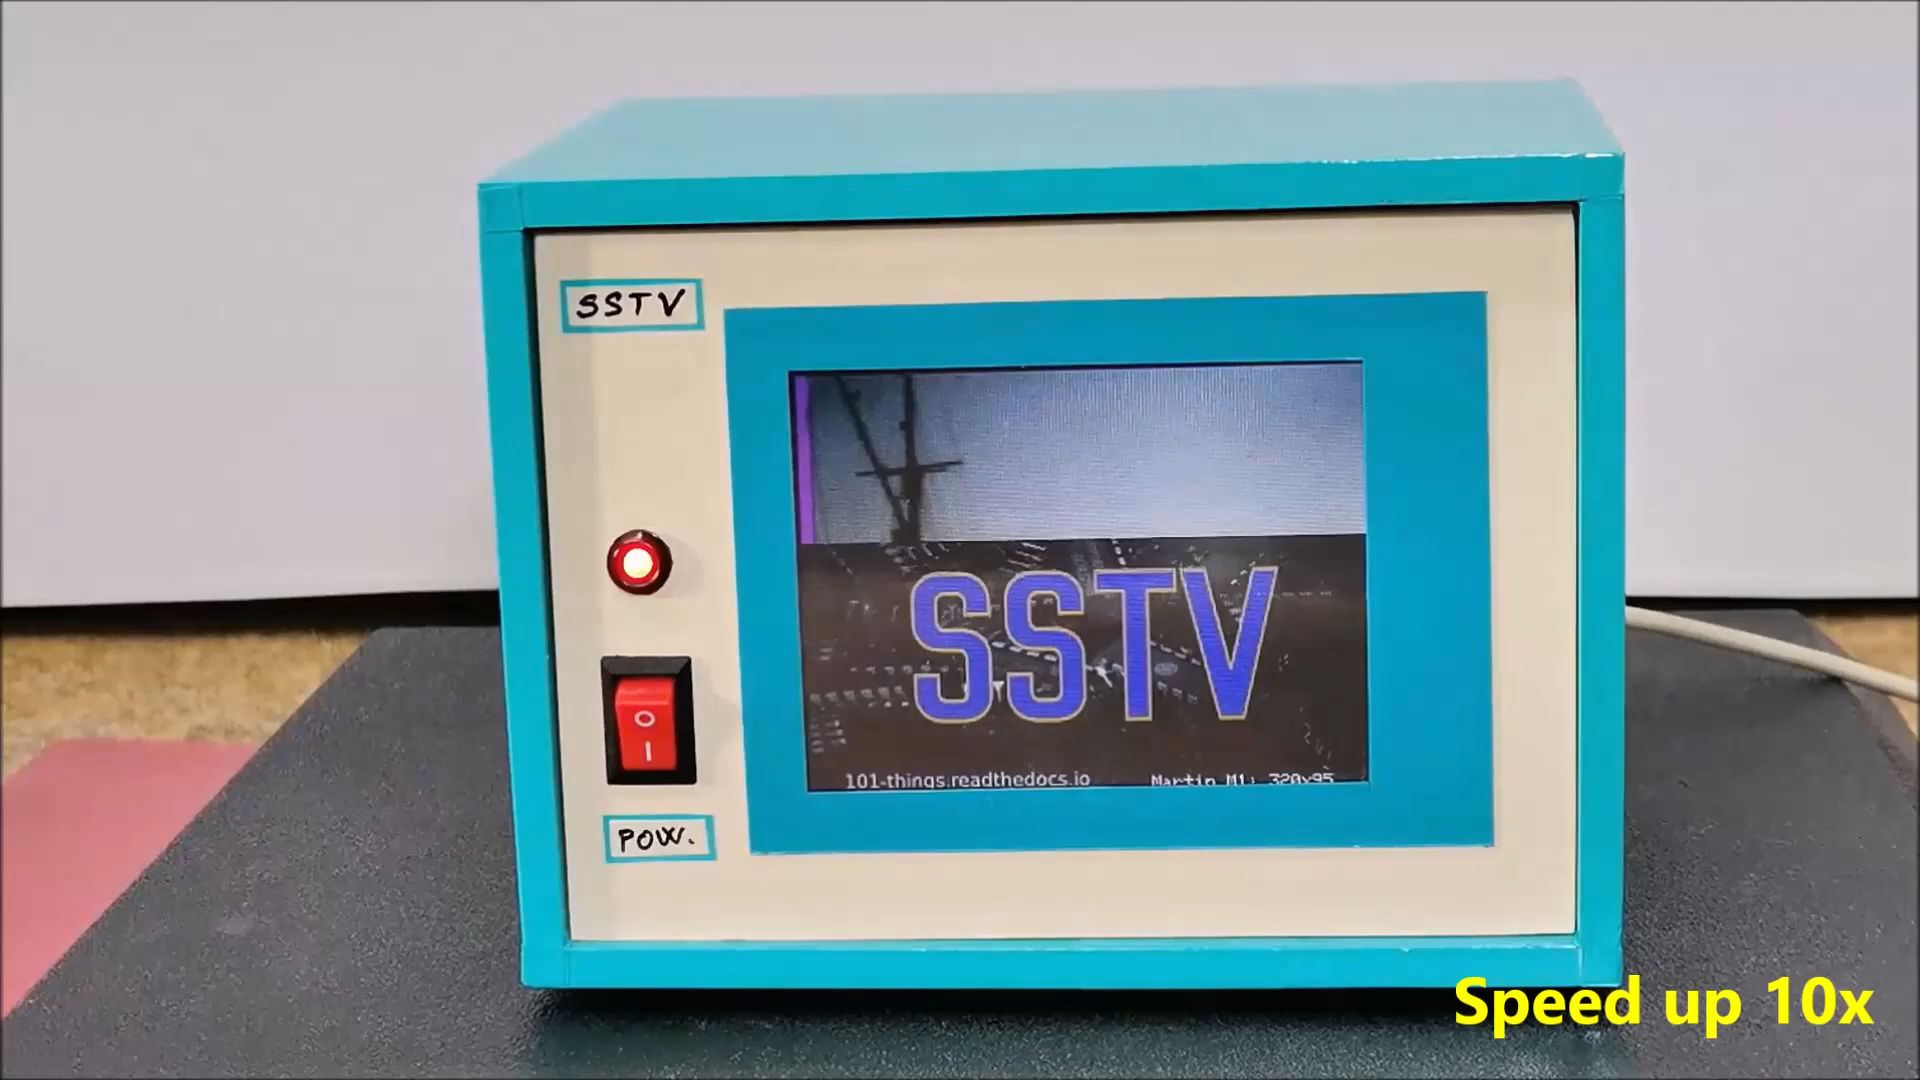 SSTV
SSTV
101-things.readthedocs.io
Martin M1: 320x95
O
I
POW.
Speed up 10x